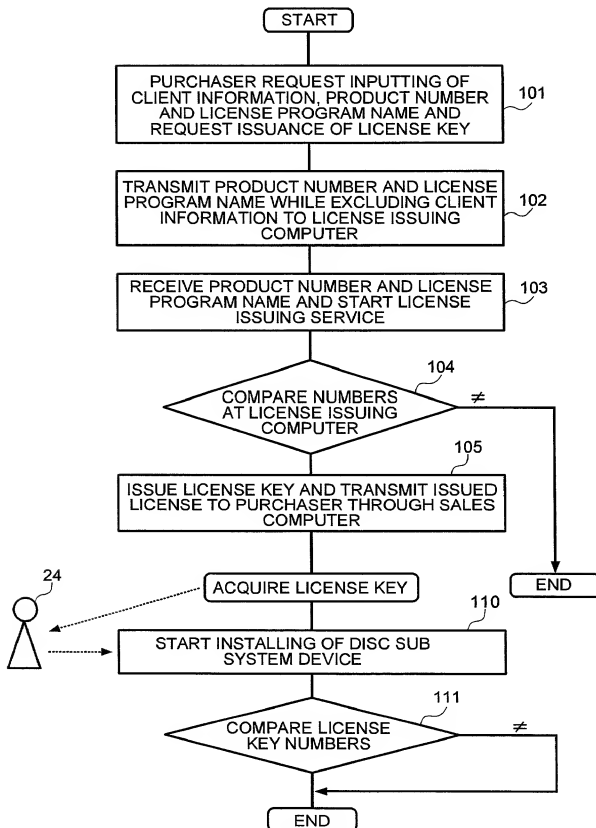 START
PURCHASER REQUEST INPUTTING OF
CLIENT INFORMATION, PRODUCT NUMBER
AND LICENSE PROGRAM NAME AND
REQUEST ISSUANCE OF LICENSE KEY
101
TRANSMIT PRODUCT NUMBER AND LICENSE
PROGRAM NAME WHILE EXCLUDING CLIENT
INFORMATION TO LICENSE ISSUING
COMPUTER
102
RECEIVE PRODUCT NUMBER AND LICENSE
PROGRAM NAME AND START LICENSE
ISSUING SERVICE
103
104
COMPARE NUMBERS
AT LICENSE ISSUING
COMPUTER
≠
105
ISSUE LICENSE KEY AND TRANSMIT ISSUED
LICENSE TO PURCHASER THROUGH SALES
COMPUTER
24
ACQUIRE LICENSE KEY
END
110
START INSTALLING OF DISC SUB
SYSTEM DEVICE
111
COMPARE LICENSE
KEY NUMBERS
≠
END